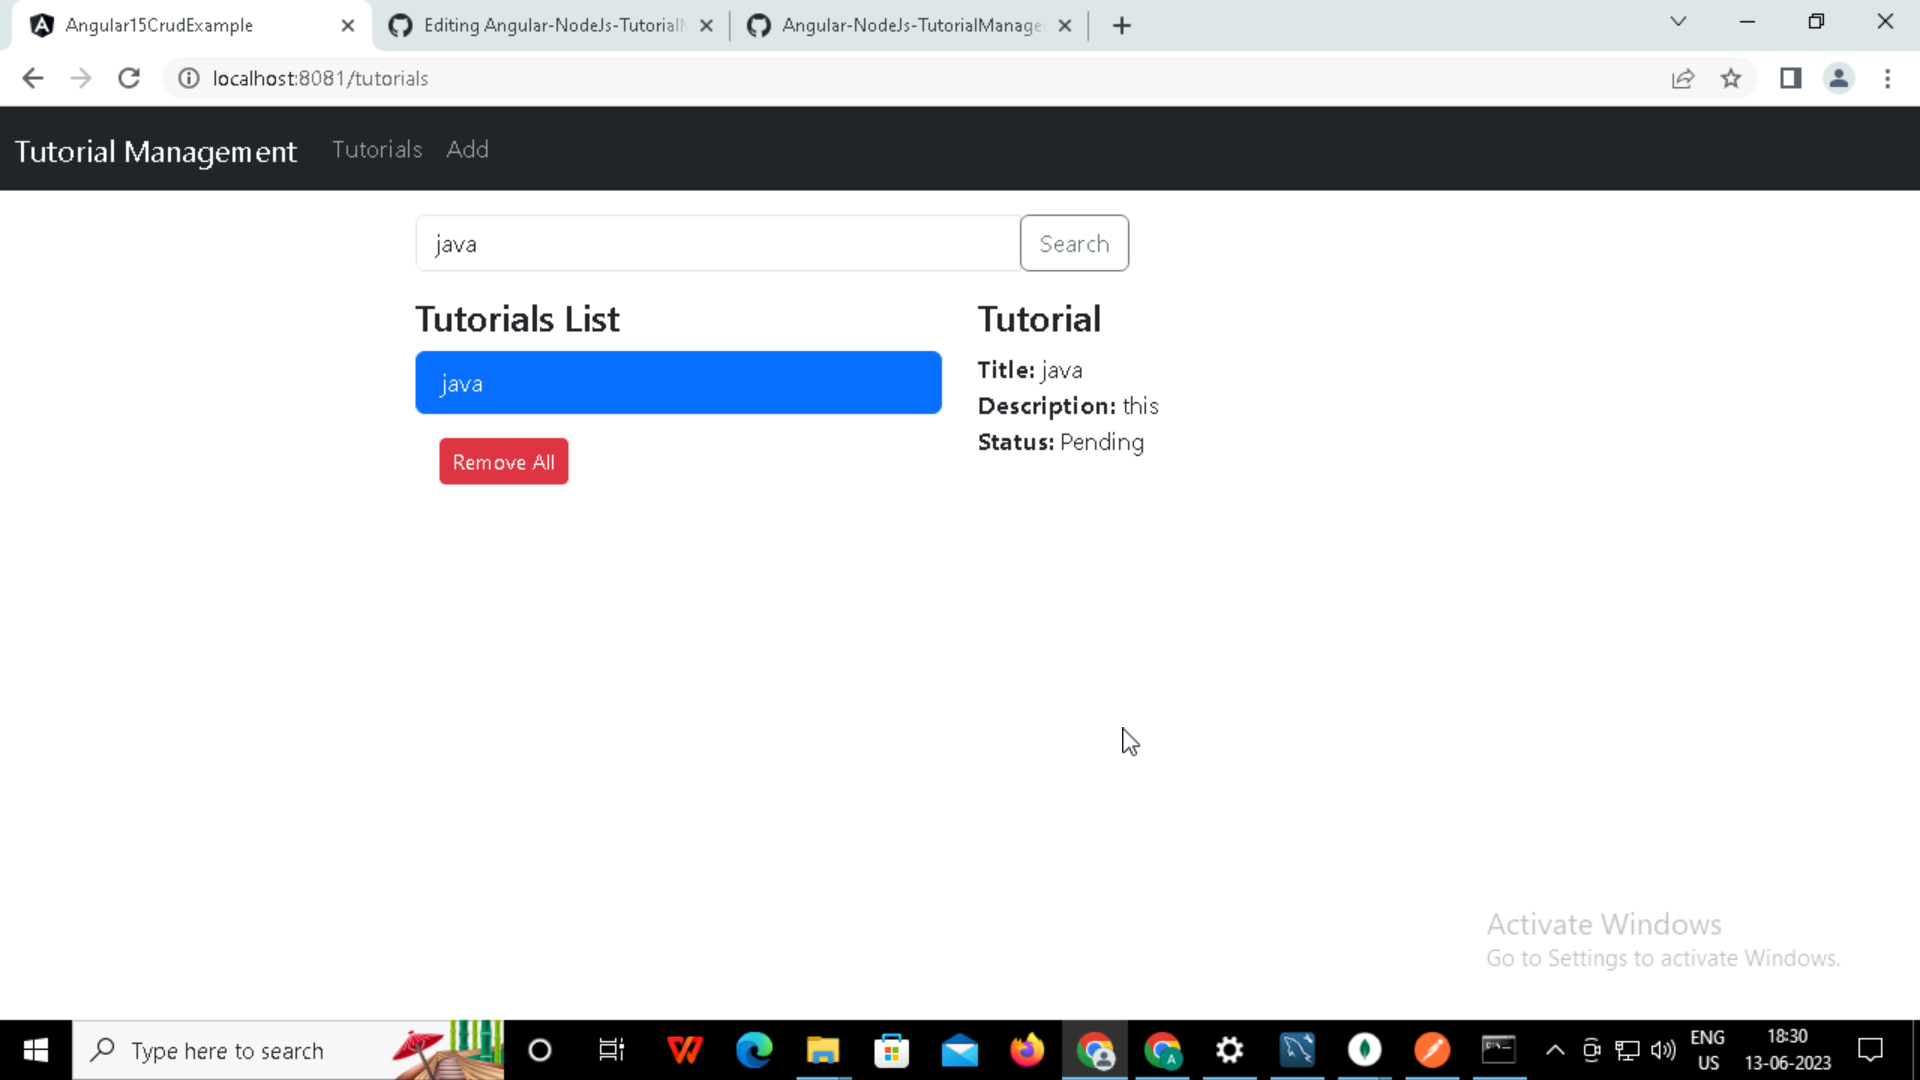 Angular15CrudExample
Editing Angular-NodeJs-Tutorial
Angular-NodeJs-TutorialManage
localhost:8081/tutorials
Tutorial Management Tutorials Add
java
Search
Tutorials List
java
Remove All
Tutorial
Title: java
Description: this
Status: Pending
Activate Windows
Go to Settings to activate Windows.
Type here to search
ENG
US
18:30
13-06-2023